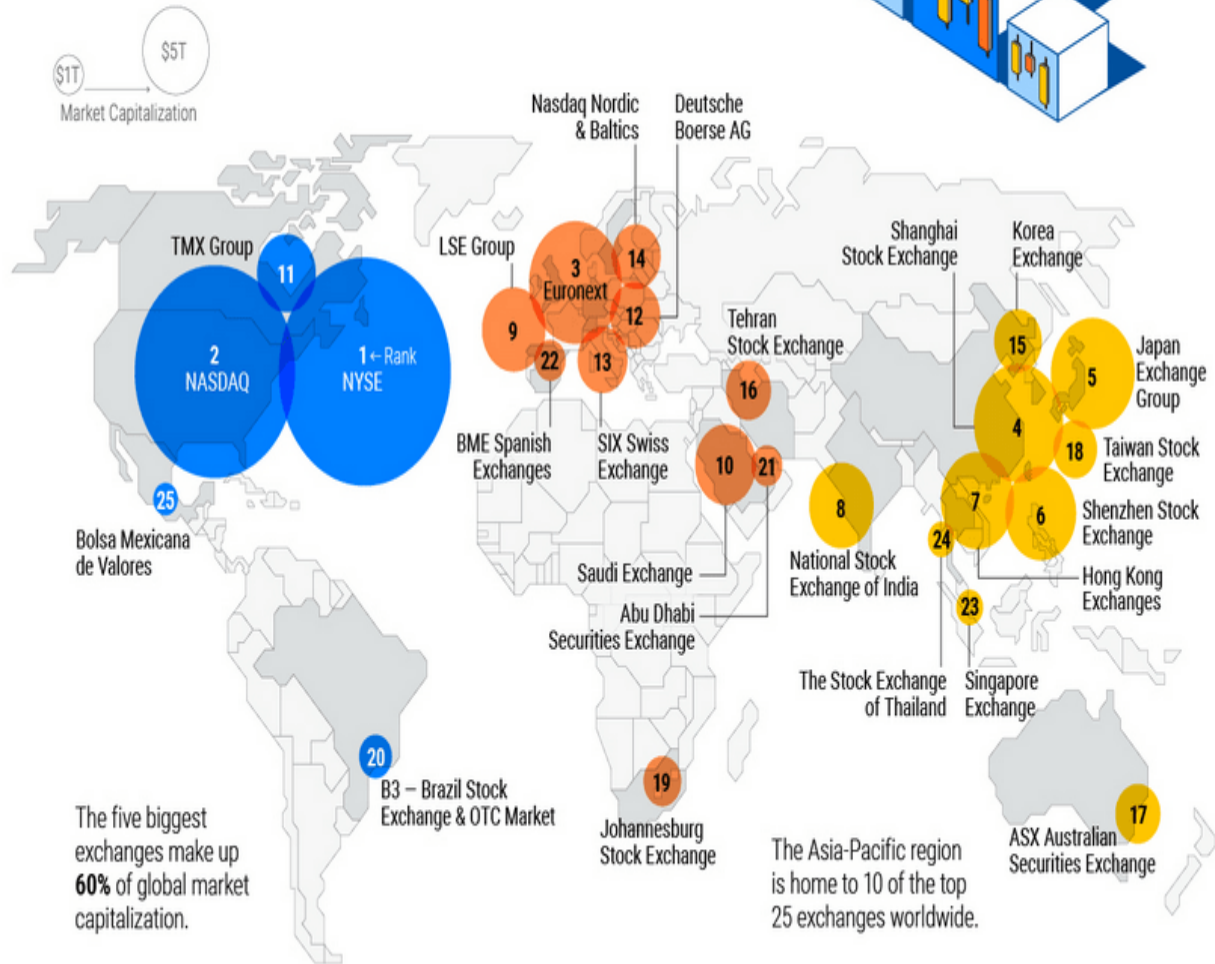 $1T
$5T
Market Capitalization
Nasdaq Nordic
& Baltics
Deutsche
Boerse AG
TMX Group
11
LSE Group
3
Euronext
14
12
9
22
13
2
NASDAQ
1 ← Rank
NYSE
BME Spanish
Exchanges
SIX Swiss
Exchange
Tehran
Stock Exchange
16
10
21
Saudi Exchange
Abu Dhabi
Securities Exchange
Shanghai
Stock Exchange
Korea
Exchange
15
5
Japan
Exchange
Group
4
18
Taiwan Stock
Exchange
8
7
6
Shenzhen Stock
Exchange
National Stock
Exchange of India
24
Hong Kong
Exchanges
23
The Stock Exchange
of Thailand
Singapore
Exchange
25
Bolsa Mexicana
de Valores
20
B3 – Brazil Stock
Exchange & OTC Market
19
Johannesburg
Stock Exchange
17
ASX Australian
Securities Exchange
The five biggest
exchanges make up
60% of global market
capitalization.
The Asia-Pacific region
is home to 10 of the top
25 exchanges worldwide.